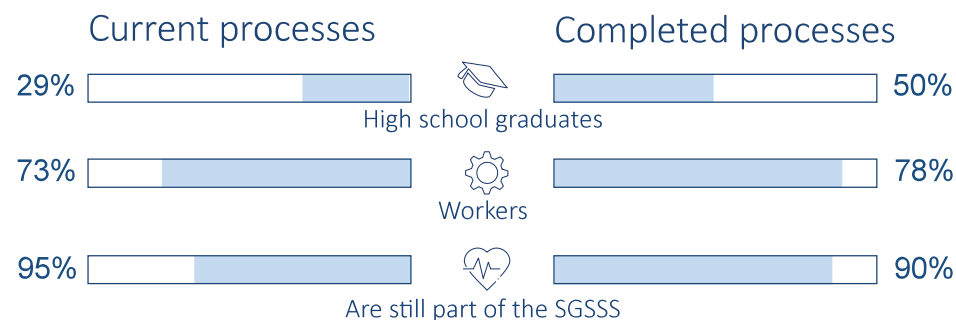 Current processes
Completed processes
29%
50%
High school graduates
73%
78%
Workers
95%
90%
Are still part of the SGSSS